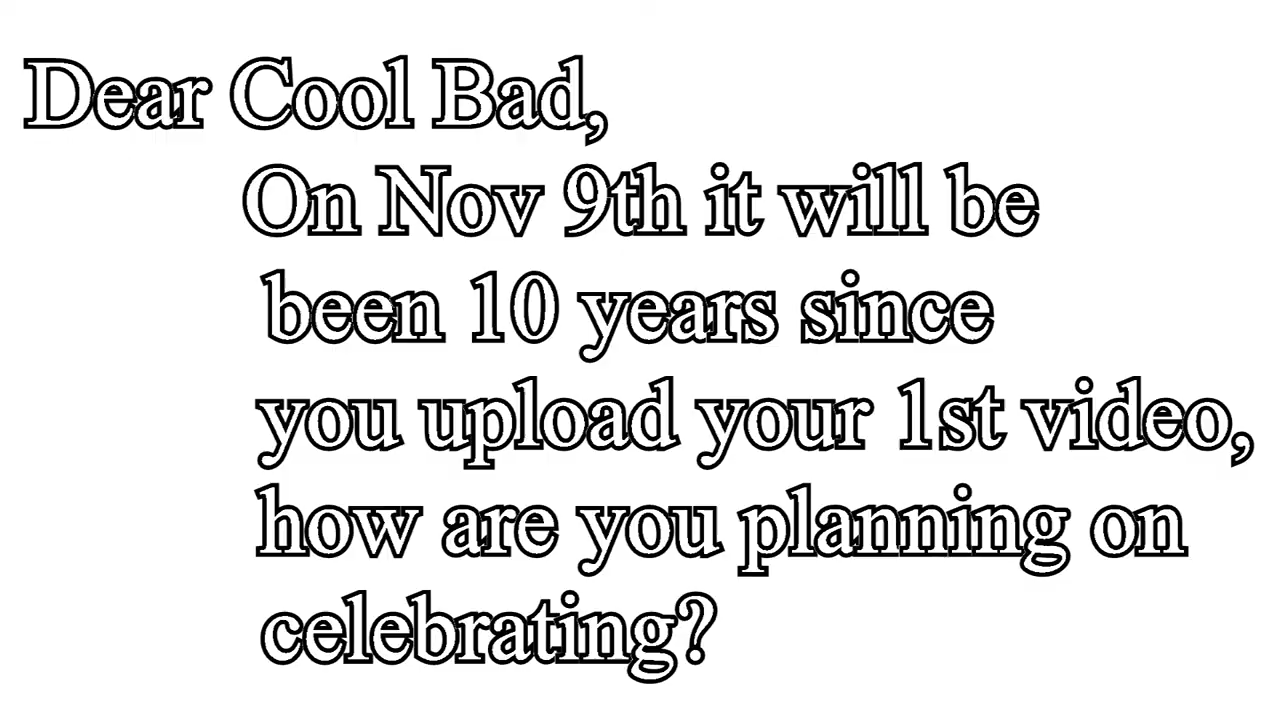 Dear Cool Bad,
On Nov 9th it will be
been 10 years since
you upload your 1st video,
how are you planning on
celebrating?